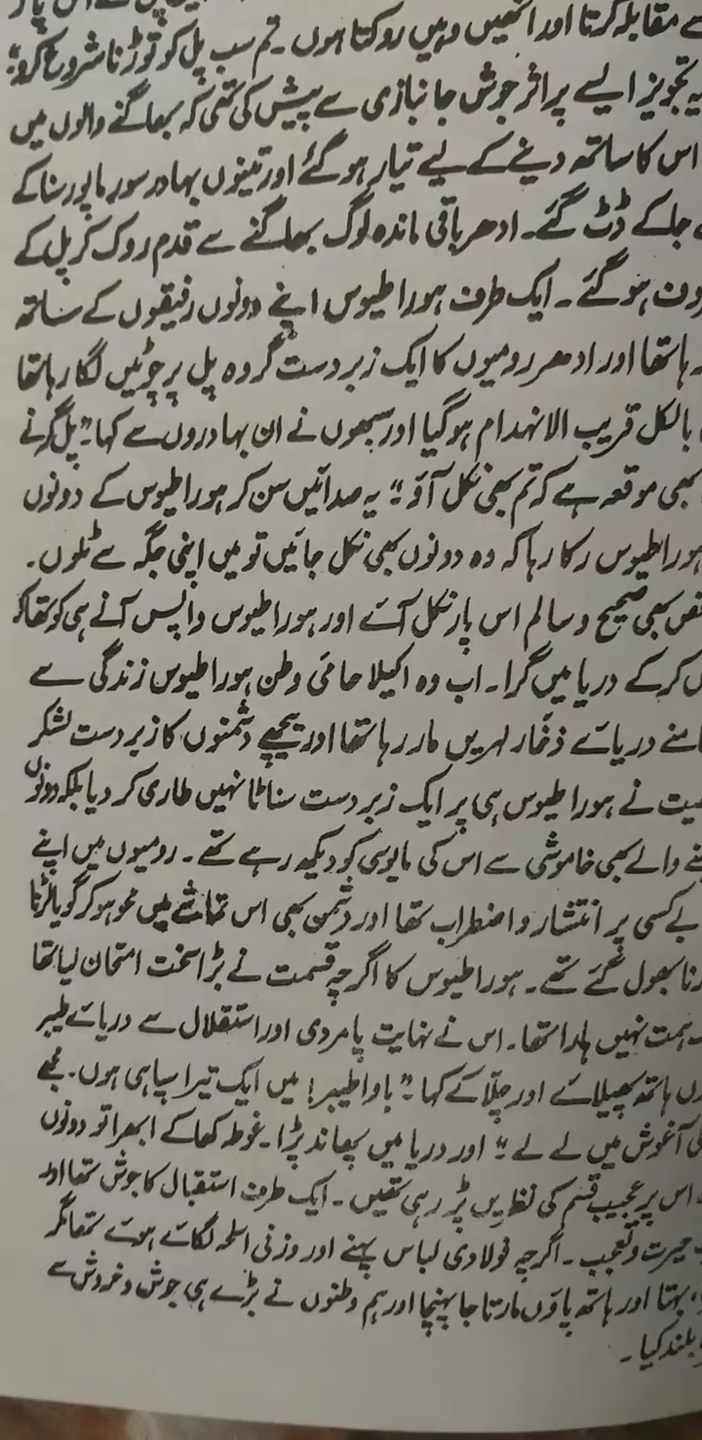 سے مقابلہ کرتا اور انھیں وہیں روکتا ہوں۔ تم سب پل کو توڑنا شروع کرو“
یہ تجویز ایسے پراثر جوش جانبازی سے پیش کی گئی کہ بھاگنے والوں میں
اس کا ساتھ دینے کے لیے تیار ہو گئے اور تینوں بہادر سورما پورسنا کے
جا کے ڈٹ گئے۔ ادھر باقی ماندہ لوگ بھاگنے سے قدم روک کر پل کے
ہو گئے۔ ایک طرف ہوراطیوس اپنے دونوں رفیقوں کے ساتھ
رہا تھا اور ادھر رومیوں کا ایک زبردست گروہ پل پر چوٹیں لگا رہا تھا
بالکل قریب الانہدام ہو گیا اور سبھوں نے ان بہادروں سے کہا ”پل گرنے
بھی موقعہ ہے کہ تم بھی نکل آؤ“ یہ صدائیں سن کر ہوراطیوس کے دونوں
ہوراطیوس رکا رہا کہ وہ دونوں بھی نکل جائیں تو میں اپنی جگہ سے ٹلوں۔
بھی صحیح و سالم اس پار نکل آئے اور ہوراطیوس واپس آنے ہی کو تھا کہ
کر کے دریا میں گرا۔ اب وہ اکیلا حامی وطن ہوراطیوس زندگی سے
دریائے ذخّار لہریں مار رہا تھا اور پیچھے دشمنوں کا زبردست لشکر
نے ہوراطیوس ہی پر ایک زبردست سناٹا نہیں طاری کر دیا بلکہ دونوں
والے بھی خاموشی سے اس کی مایوسی کو دیکھ رہے تھے۔ رومیوں میں اپنے
بے کسی پر انتشار و اضطراب تھا اور دشمن بھی اس تماشے میں محو ہو کر گویا لڑنا
بھول گئے تھے۔ ہوراطیوس کا اگرچہ قسمت نے بڑا سخت امتحان لیا تھا
ہمت نہیں ہارا تھا۔ اس نے نہایت پامردی اور استقلال سے دریائے طیبر
ہاتھ پھیلائے اور چلّا کے کہا ”باوا طیبر! میں ایک تیرا سپاہی ہوں۔ مجھے
آغوش میں لے لے“ اور دریا میں پھاند پڑا۔ غوطہ کھا کے ابھرا تو دونوں
اس پر عجیب قسم کی نظریں پڑ رہی تھیں۔ ایک طرف استقبال کا جوش تھا اور
حیرت و تعجب۔ اگرچہ فولادی لباس پہنے اور وزنی اسلحہ لگائے ہوئے تھا مگر
بہتا اور ہاتھ پاؤں مارتا جا پہنچا اور ہم وطنوں نے بڑے ہی جوش و خروش سے
بلند کیا۔